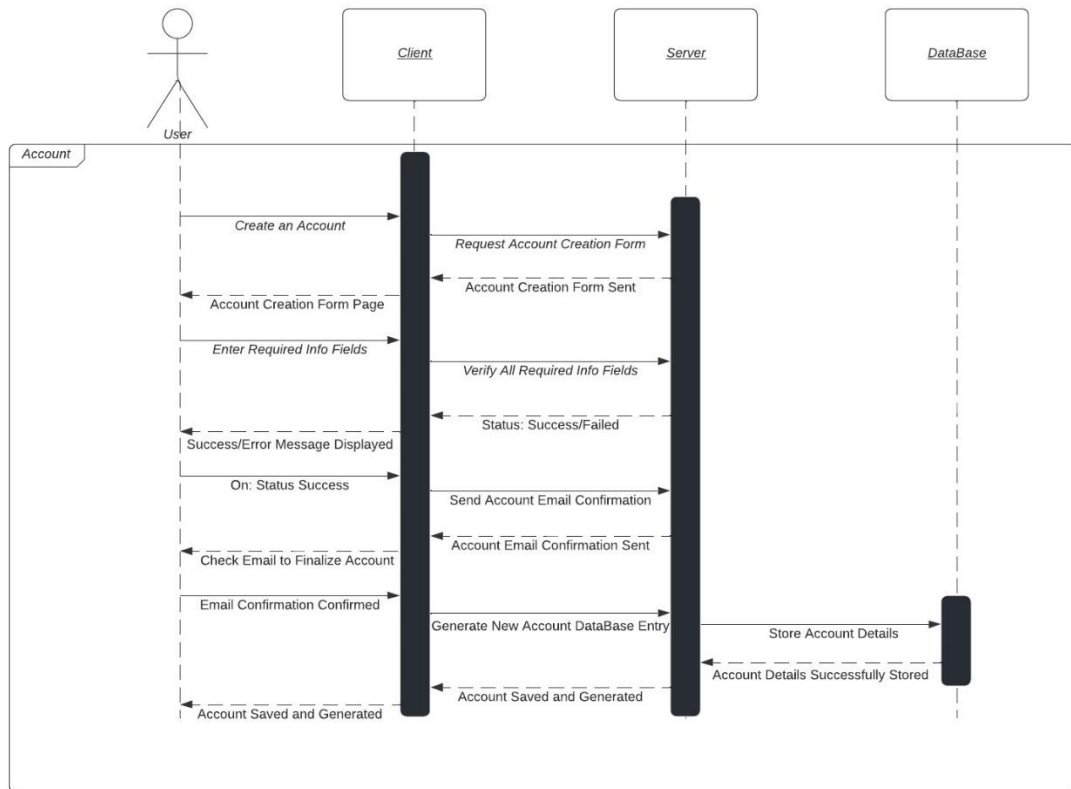 Client
Server
DataBase
User
Account
Create an Account
Request Account Creation Form
Account Creation Form Sent
Account Creation Form Page
Enter Required Info Fields
Verify All Required Info Fields
Status: Success/Failed
Success/Error Message Displayed
On: Status Success
Send Account Email Confirmation
Account Email Confirmation Sent
Check Email to Finalize Account
Email Confirmation Confirmed
Generate New Account DataBase Entry
Store Account Details
Account Details Successfully Stored
Account Saved and Generated
Account Saved and Generated